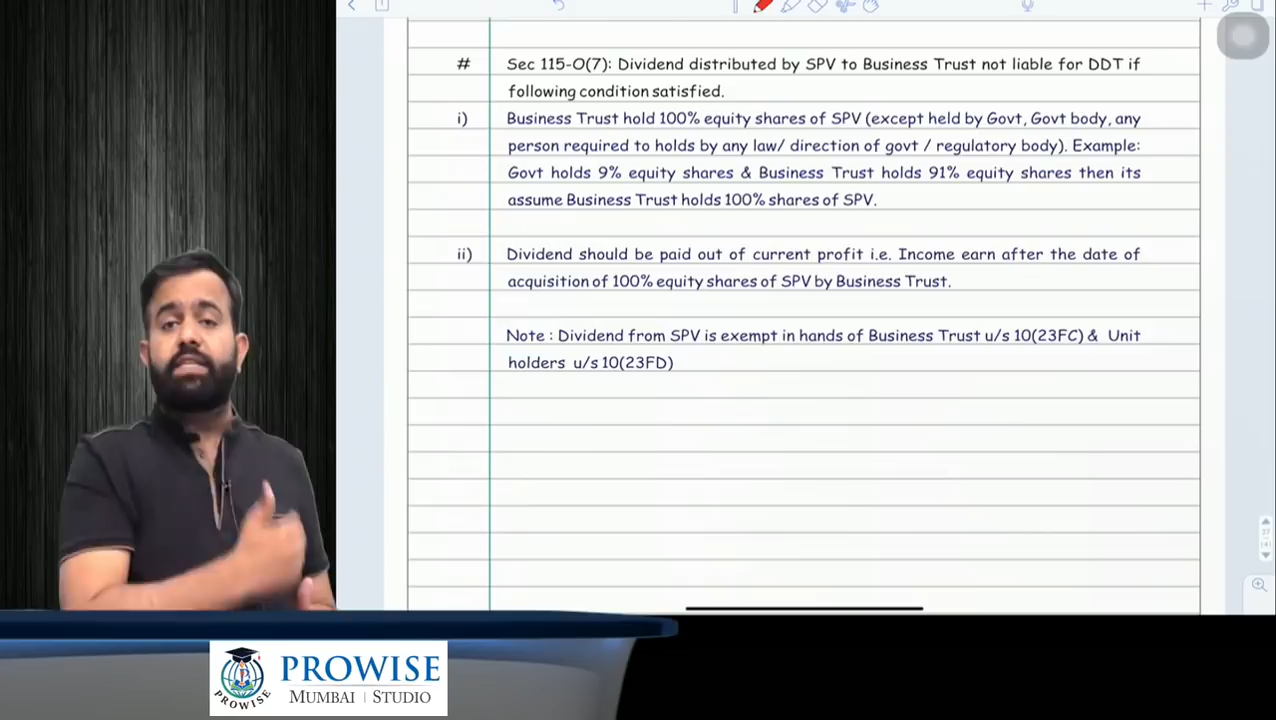 # Sec 115-O(7): Dividend distributed by SPV to Business Trust not liable for DDT if
following condition satisfied.
i) Business Trust hold 100% equity shares of SPV (except held by Govt, Govt body, any
person required to holds by any law/ direction of govt / regulatory body). Example:
Govt holds 9% equity shares & Business Trust holds 91% equity shares then its
assume Business Trust holds 100% shares of SPV.
ii) Dividend should be paid out of current profit i.e. Income earn after the date of
acquisition of 100% equity shares of SPV by Business Trust.
Note : Dividend from SPV is exempt in hands of Business Trust u/s 10(23FC) & Unit
holders u/s 10(23FD)
PROWISE
MUMBAI | STUDIO
PROWISE